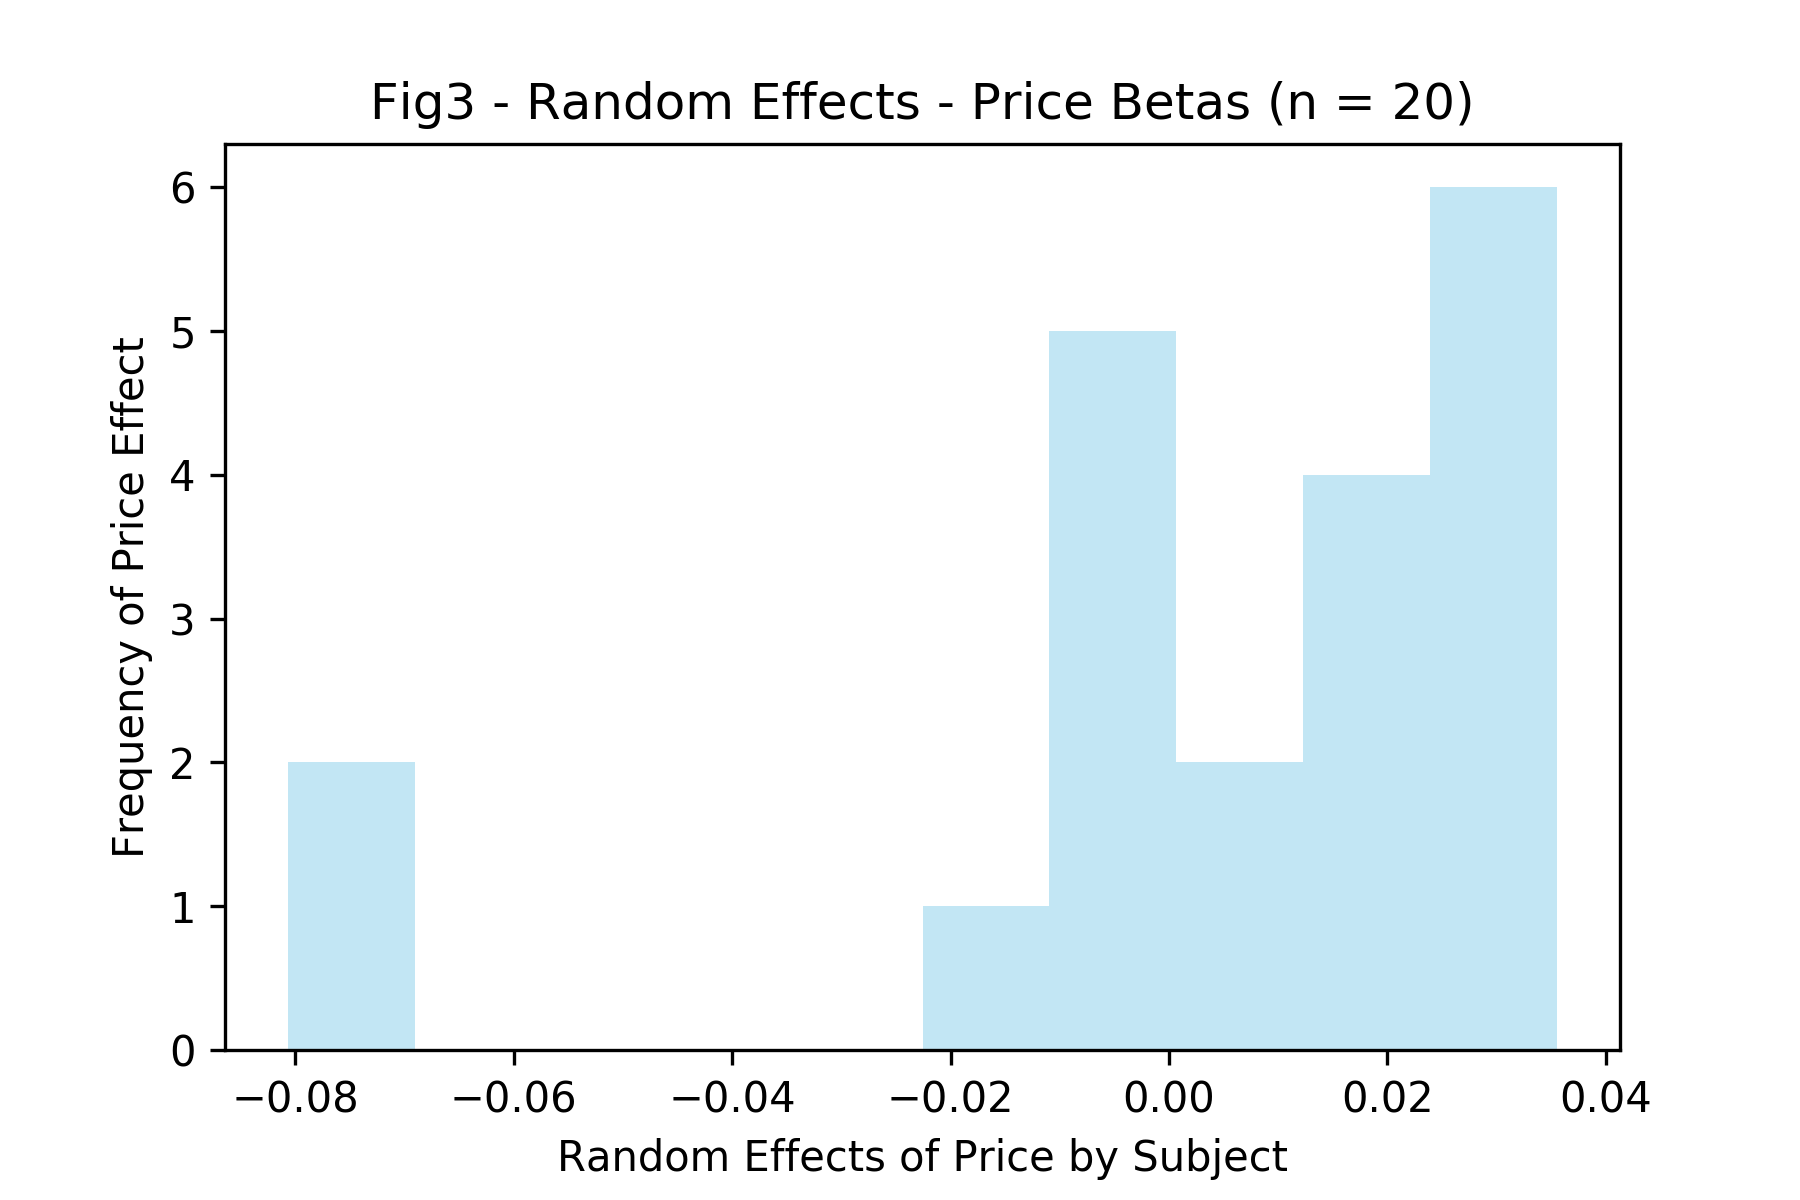 Fig3 - Random Effects - Price Betas (n = 20)
Frequency of Price Effect
6
5
4
3
2
1
0
−0.08 −0.06 −0.04 −0.02 0.00 0.02 0.04
Random Effects of Price by Subject